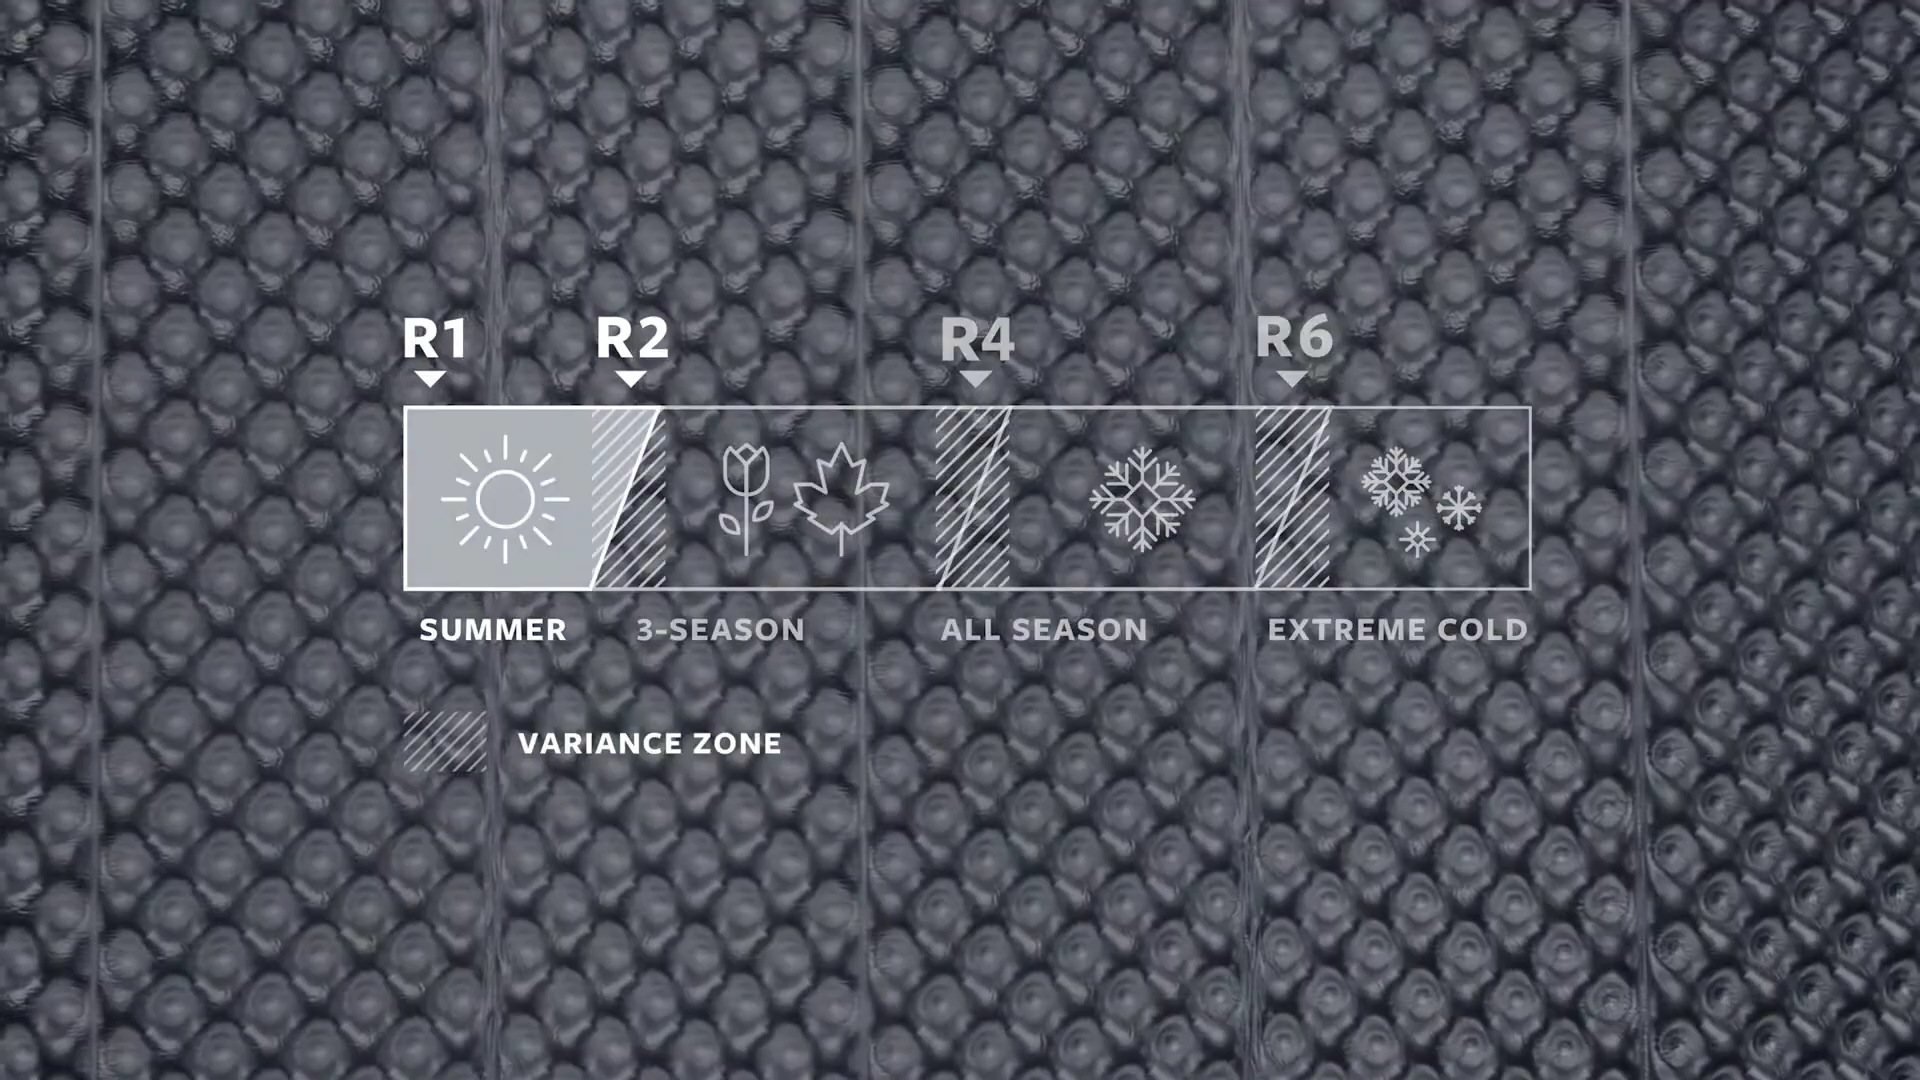 R1 R2 R4 R6
SUMMER 3-SEASON ALL SEASON EXTREME COLD
VARIANCE ZONE